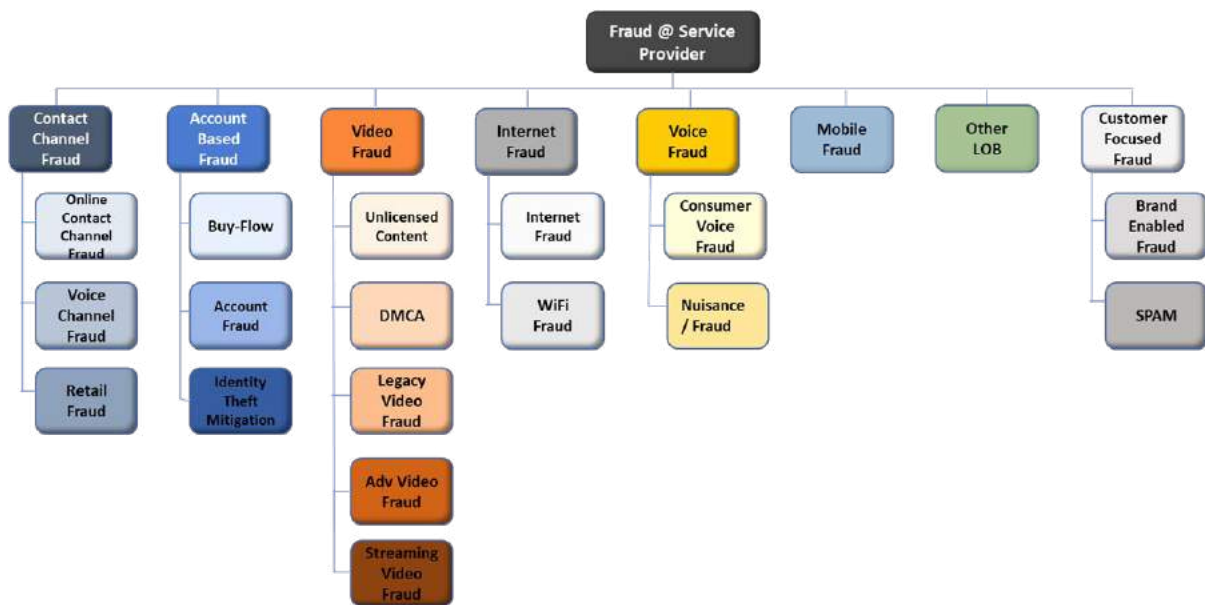 Fraud @ Service
Provider
Contact
Channel
Fraud
Account
Based
Fraud
Video
Fraud
Internet
Fraud
Voice
Fraud
Mobile
Fraud
Other
LOB
Customer
Focused
Fraud
Online
Contact
Channel
Fraud
Voice
Channel
Fraud
Retail
Fraud
Buy-Flow
Account
Fraud
Identity
Theft
Mitigation
Unlicensed
Content
DMCA
Legacy
Video
Fraud
Adv Video
Fraud
Streaming
Video
Fraud
Internet
Fraud
WiFi
Fraud
Consumer
Voice
Fraud
Nuisance
/ Fraud
Brand
Enabled
Fraud
SPAM